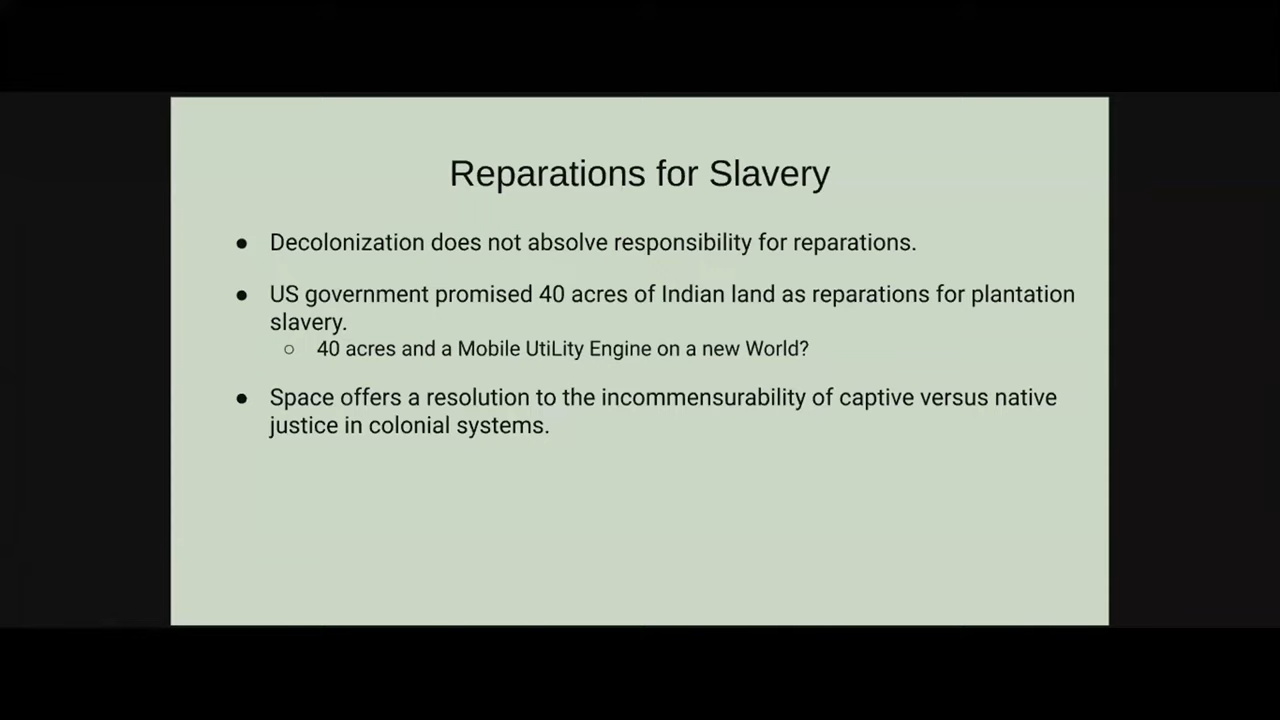 Reparations for Slavery
● Decolonization does not absolve responsibility for reparations.
● US government promised 40 acres of Indian land as reparations for plantation
slavery.
○ 40 acres and a Mobile UtiLity Engine on a new World?
● Space offers a resolution to the incommensurability of captive versus native
justice in colonial systems.